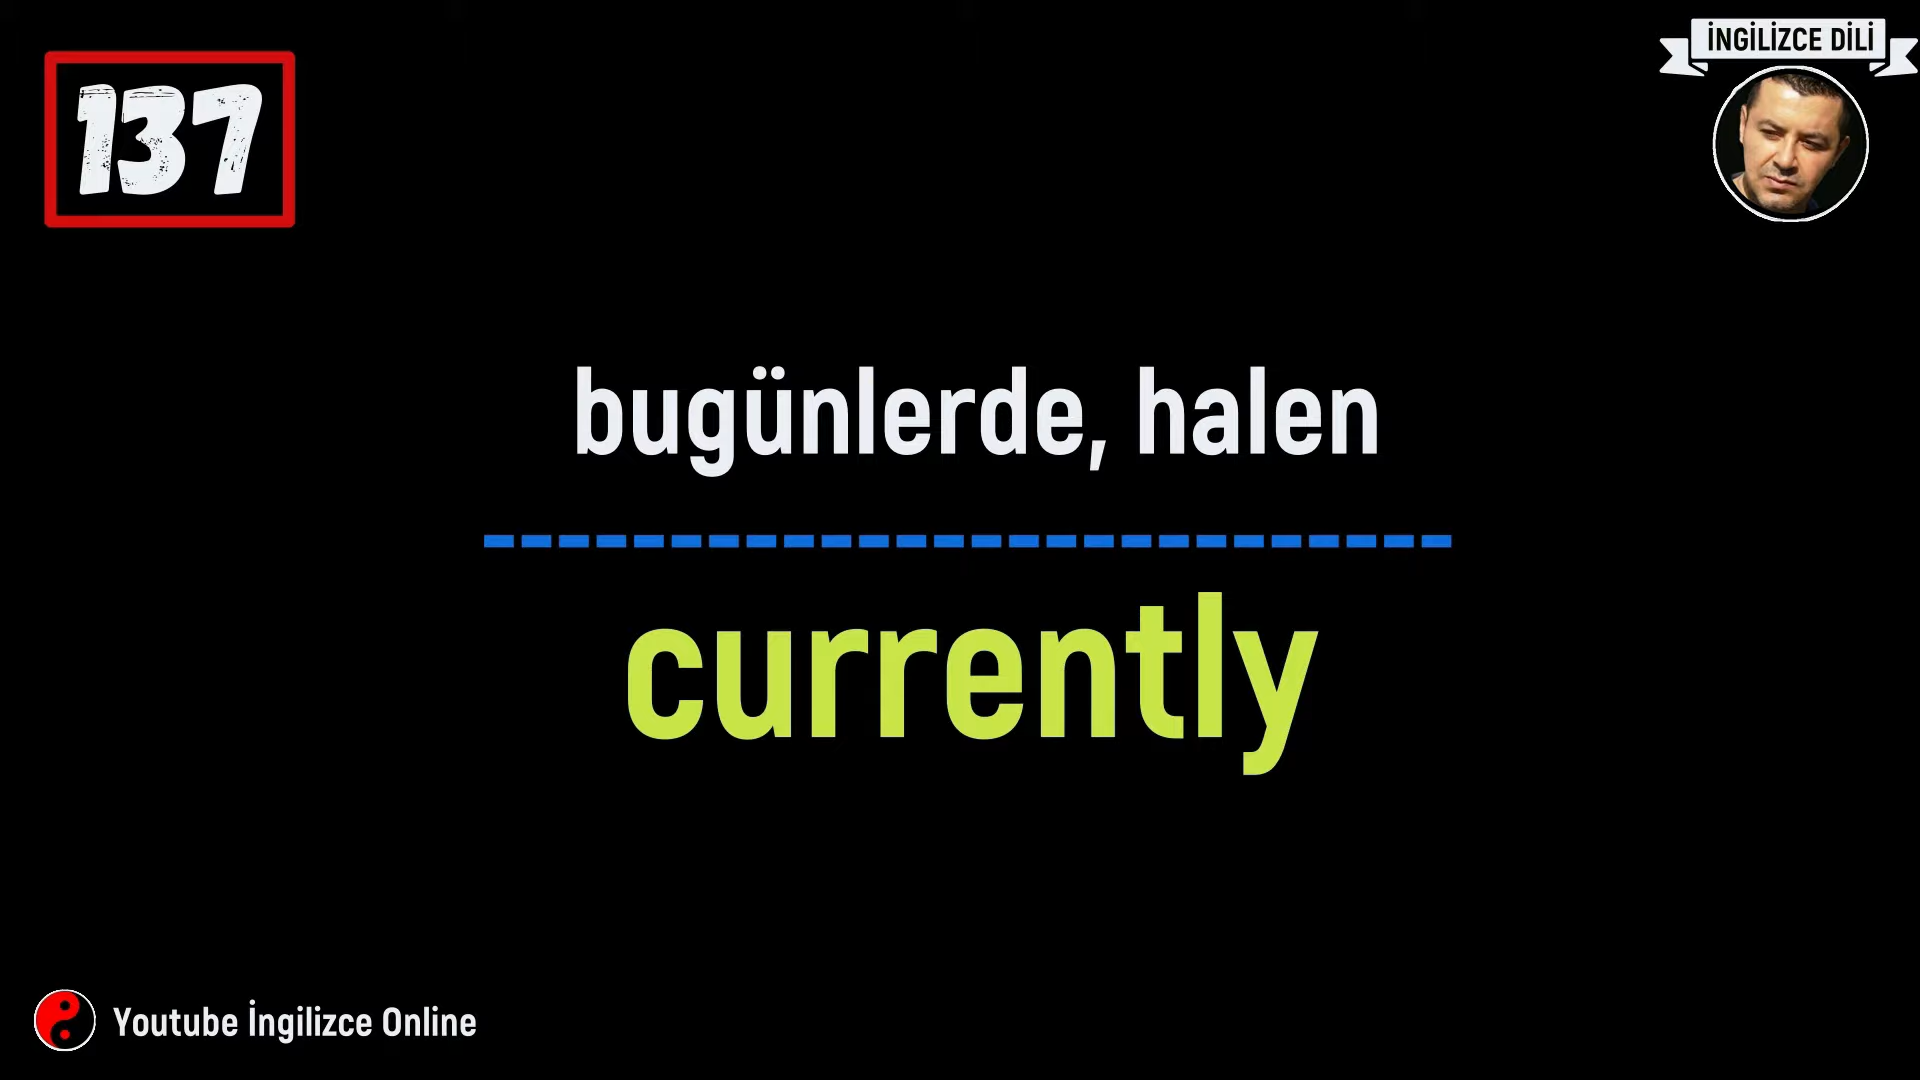 137
İNGİLİZCE DİLİ
bugünlerde, halen
currently
Youtube İngilizce Online